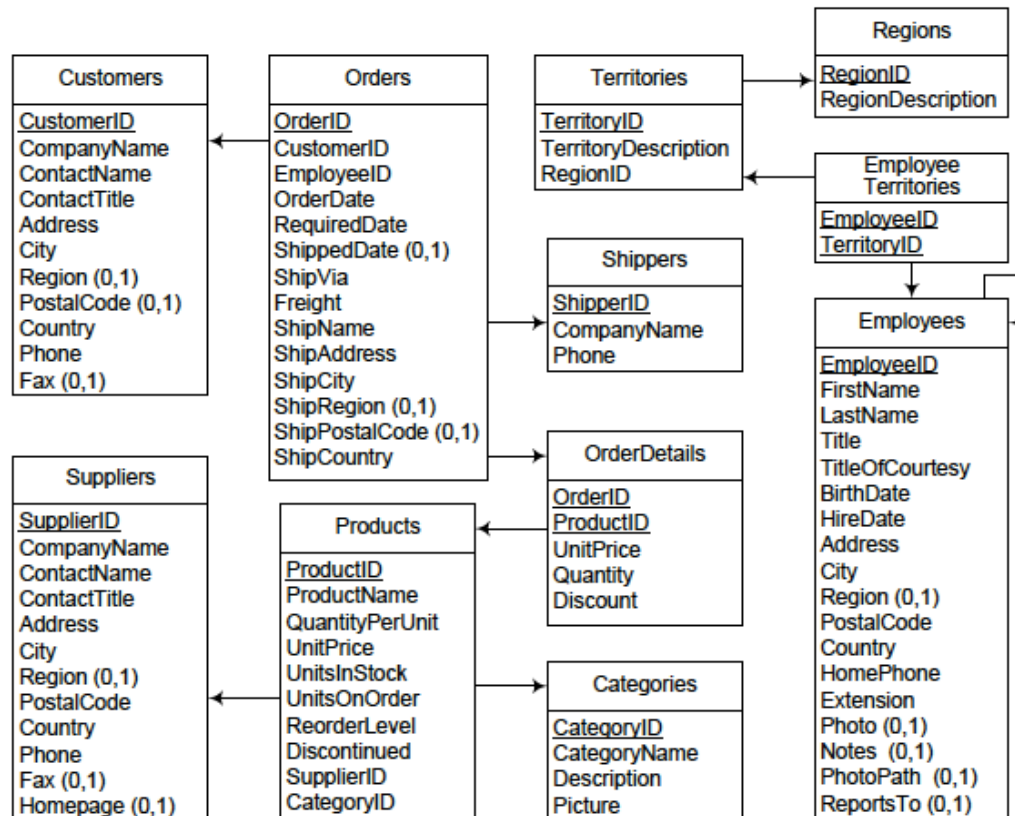 Customers
CustomerID
CompanyName
ContactName
ContactTitle
Address
City
Region (0,1)
PostalCode (0,1)
Country
Phone
Fax (0,1)
Orders
OrderID
CustomerID
EmployeeID
OrderDate
RequiredDate
ShippedDate (0,1)
ShipVia
Freight
ShipName
ShipAddress
ShipCity
ShipRegion (0,1)
ShipPostalCode (0,1)
ShipCountry
Territories
TerritoryID
TerritoryDescription
RegionID
Regions
RegionID
RegionDescription
Employee
Territories
EmployeeID
TerritoryID
Shippers
ShipperID
CompanyName
Phone
Employees
EmployeeID
FirstName
LastName
Title
TitleOfCourtesy
BirthDate
HireDate
Address
City
Region (0,1)
PostalCode
Country
HomePhone
Extension
Photo (0,1)
Notes (0,1)
PhotoPath (0,1)
ReportsTo (0,1)
Suppliers
SupplierID
CompanyName
ContactName
ContactTitle
Address
City
Region (0,1)
PostalCode
Country
Phone
Fax (0,1)
Homepage (0,1)
Products
ProductID
ProductName
QuantityPerUnit
UnitPrice
UnitsInStock
UnitsOnOrder
ReorderLevel
Discontinued
SupplierID
CategoryID
OrderDetails
OrderID
ProductID
UnitPrice
Quantity
Discount
Categories
CategoryID
CategoryName
Description
Picture